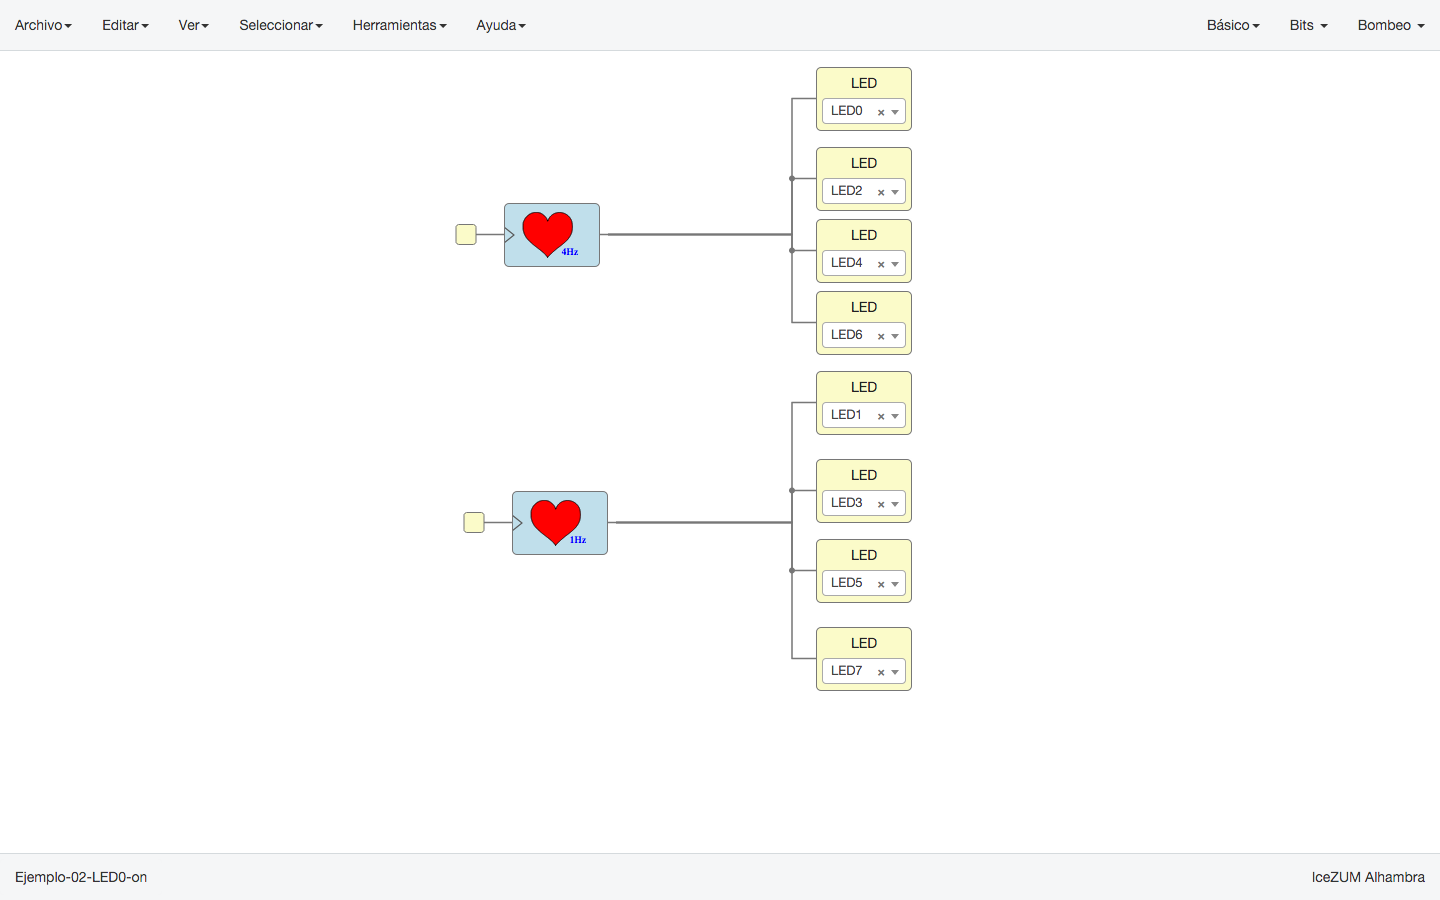 Archivo Editar Ver Seleccionar Herramientas Ayuda Básico Bits Bombeo
LED
LED0 ×
LED
LED2 ×
4Hz
LED
LED4 ×
LED
LED6 ×
LED
LED1 ×
LED
LED3 ×
1Hz
LED
LED5 ×
LED
LED7 ×
Ejemplo-02-LED0-on IceZUM Alhambra